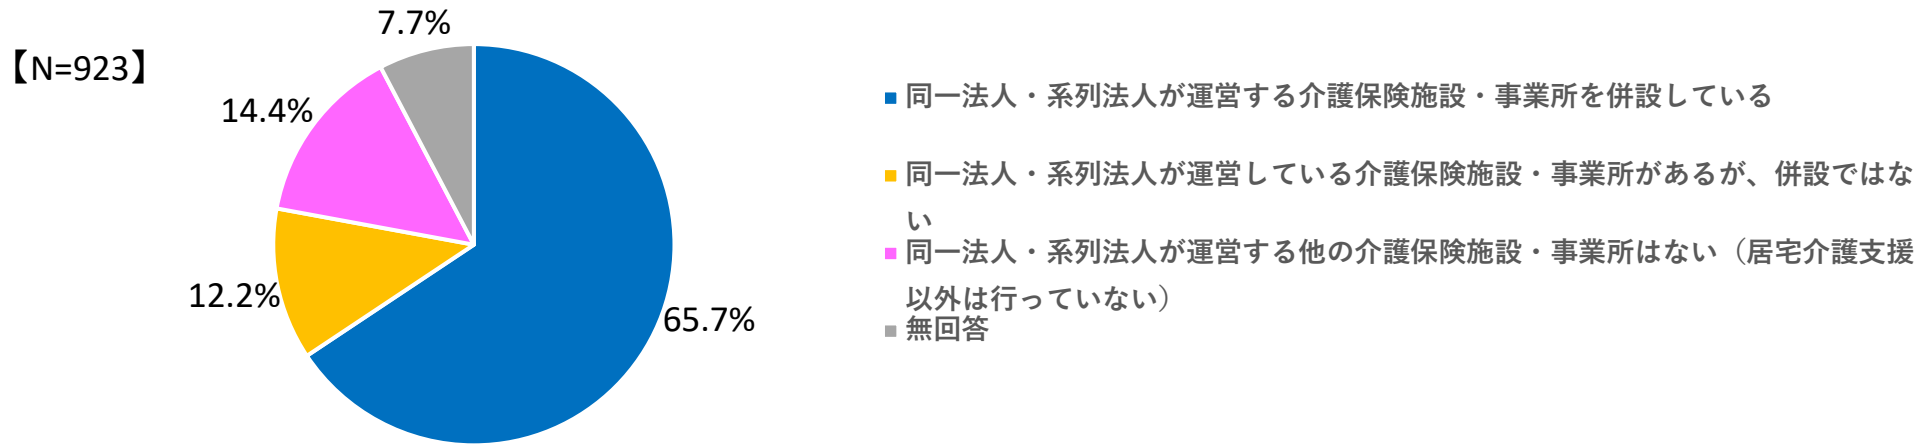 7.7%
【N=923】
14.4%
12.2%
65.7%
同一法人・系列法人が運営する介護保険施設・事業所を併設している
同一法人・系列法人が運営している介護保険施設・事業所があるが、併設ではな
い
同一法人・系列法人が運営する他の介護保険施設・事業所はない（居宅介護支援
以外は行っていない）
無回答